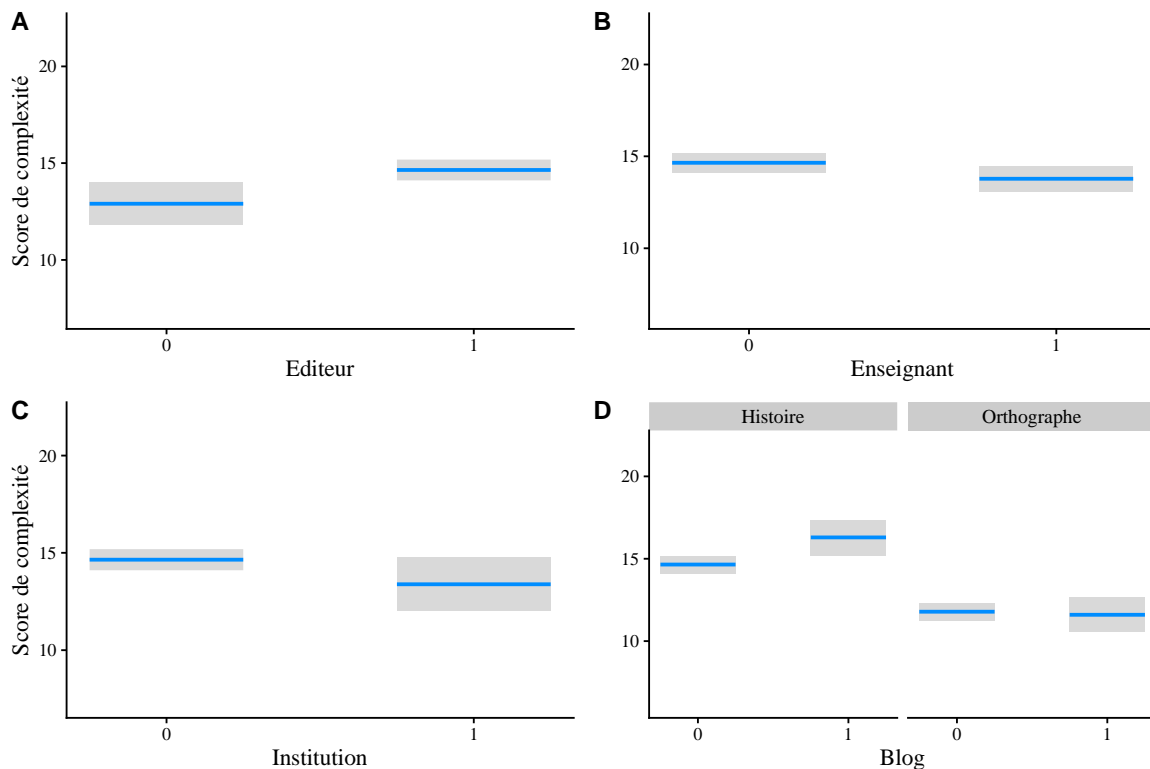 A
Score de complexité
20
15
10
0 1
Editeur
B
20
15
10
0 1
Enseignant
C
Score de complexité
20
15
10
0 1
Institution
D
Histoire Orthographe
20
15
10
0 1 0 1
Blog